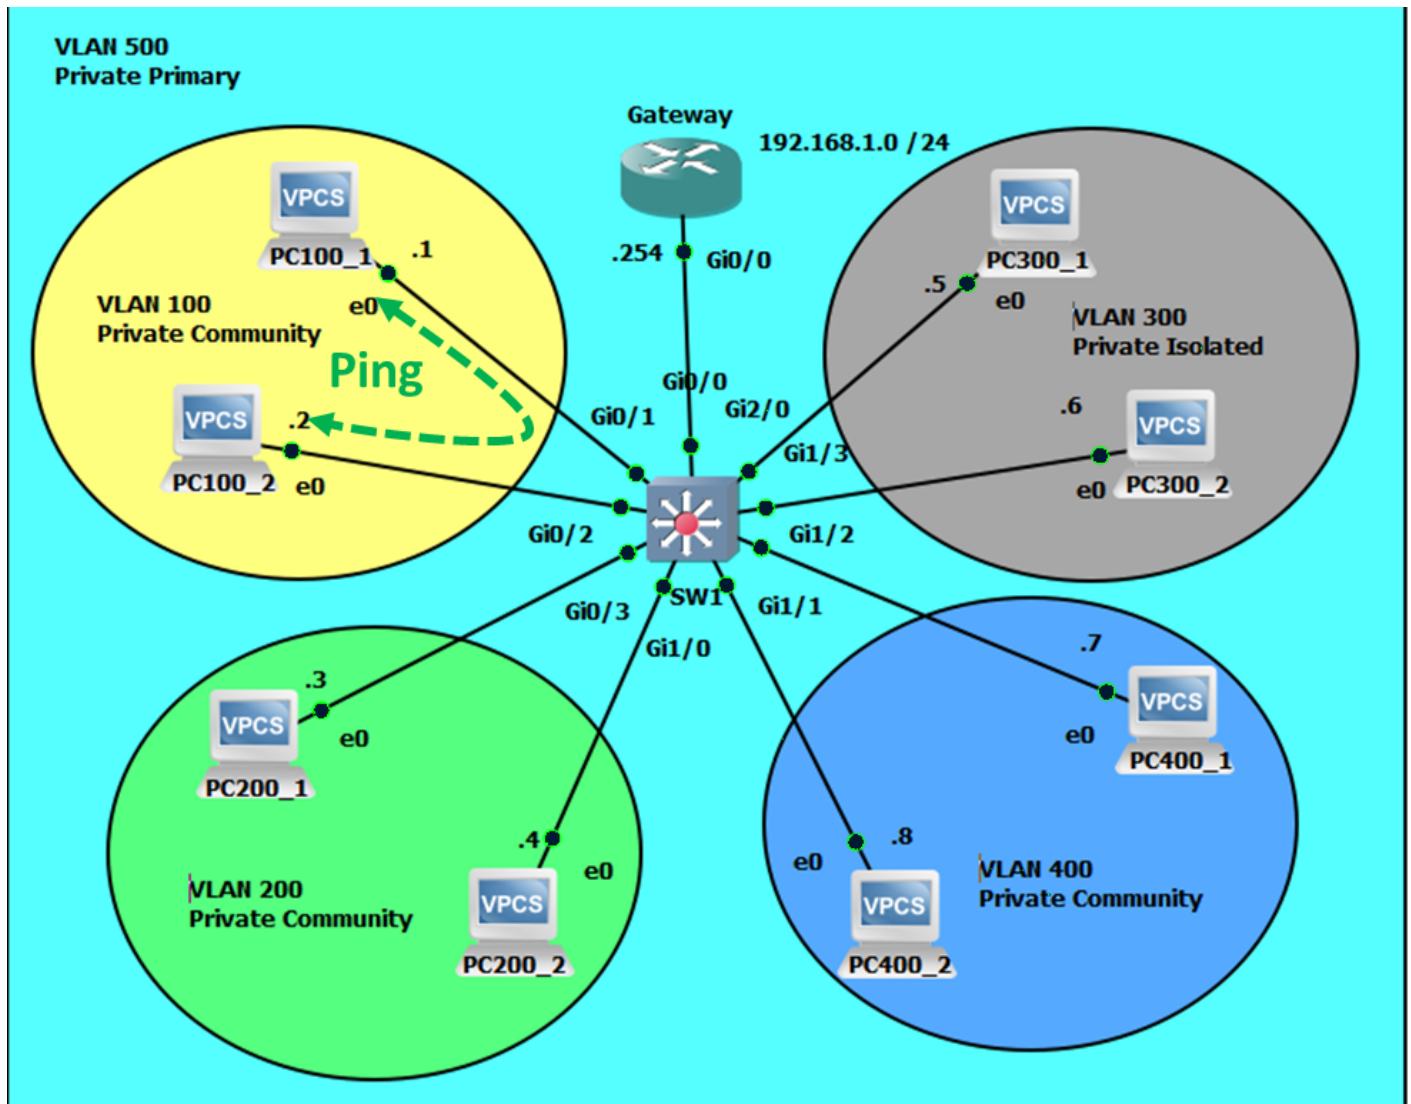 VLAN 500
Private Primary
Gateway
192.168.1.0 /24
VPCS
PC100_1
.1
e0
VLAN 100
Private Community
Ping
VPCS
PC100_2
.2
e0
.254
Gi0/0
VPCS
PC300_1
.5
e0
VLAN 300
Private Isolated
.6
VPCS
PC300_2
e0
Gi0/0
Gi0/1
Gi2/0
Gi1/3
Gi0/2
Gi1/2
Gi0/3
SW1
Gi1/1
Gi1/0
.3
VPCS
PC200_1
e0
.4
e0
VLAN 200
Private Community
VPCS
PC200_2
.7
VPCS
PC400_1
e0
.8
e0
VLAN 400
Private Community
VPCS
PC400_2